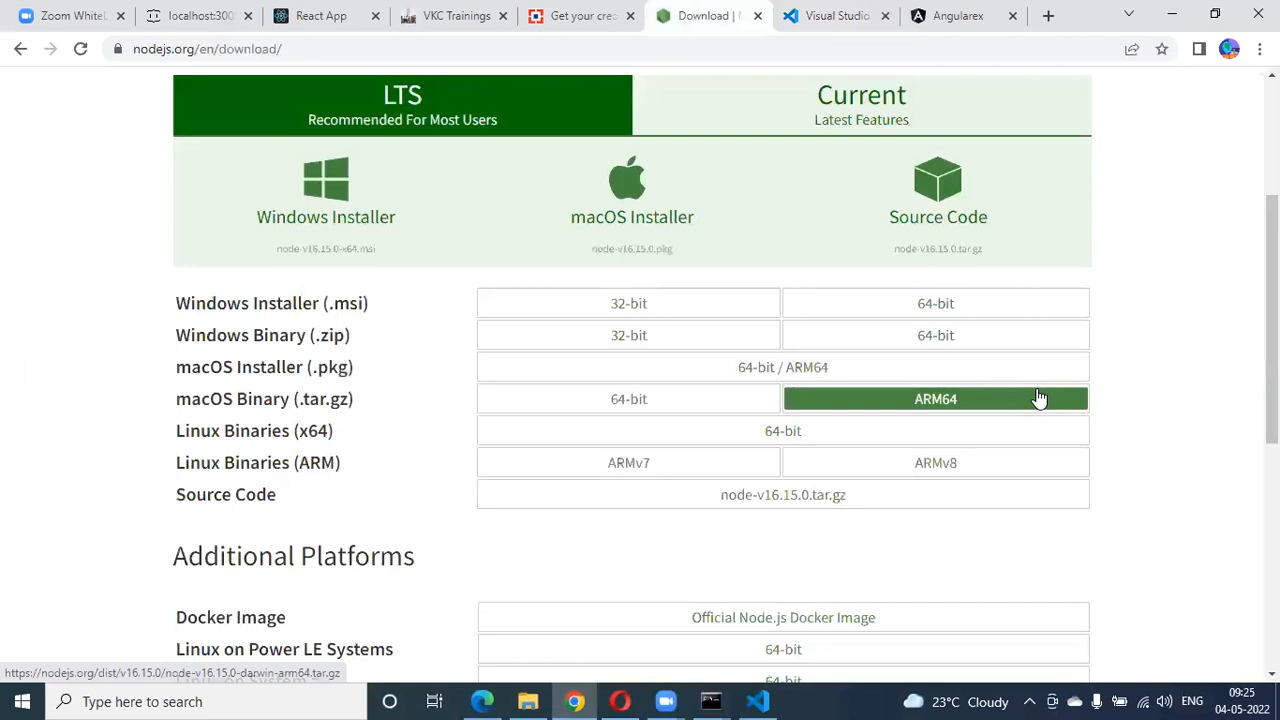 Zoom Whitel
localhost:300
React App
VKC Trainings
Get your crec
Download | N
Visual Studio
Angularex
nodejs.org/en/download/
LTS
Recommended For Most Users
Current
Latest Features
Windows Installer
macOS Installer
Source Code
node-v16.15.0-x64.msi
node-v16.15.0.pkg
node-v16.15.0.tar.gz
Windows Installer (.msi) 32-bit 64-bit
Windows Binary (.zip) 32-bit 64-bit
macOS Installer (.pkg) 64-bit / ARM64
macOS Binary (.tar.gz) 64-bit ARM64
Linux Binaries (x64) 64-bit
Linux Binaries (ARM) ARMv7 ARMv8
Source Code node-v16.15.0.tar.gz
Additional Platforms
Docker Image Official Node.js Docker Image
Linux on Power LE Systems 64-bit
https://nodejs.org/dist/v16.15.0/node-v16.15.0-darwin-arm64.tar.gz
64-bit
Type here to search
23°C Cloudy
ENG
09:25
04-05-2022